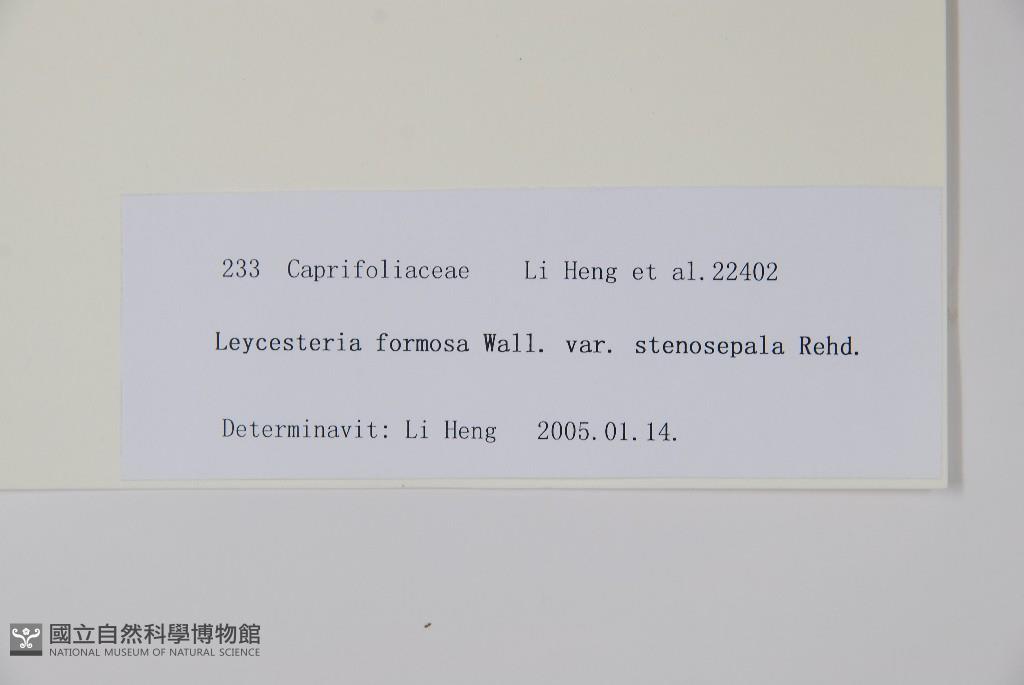 233 Caprifoliaceae Li Heng et al.22402
Leycesteria formosa Wall. var. stenosepala Rehd.
Determinavit: Li Heng 2005.01.14.
國立自然科學博物館
NATIONAL MUSEUM OF NATURAL SCIENCE